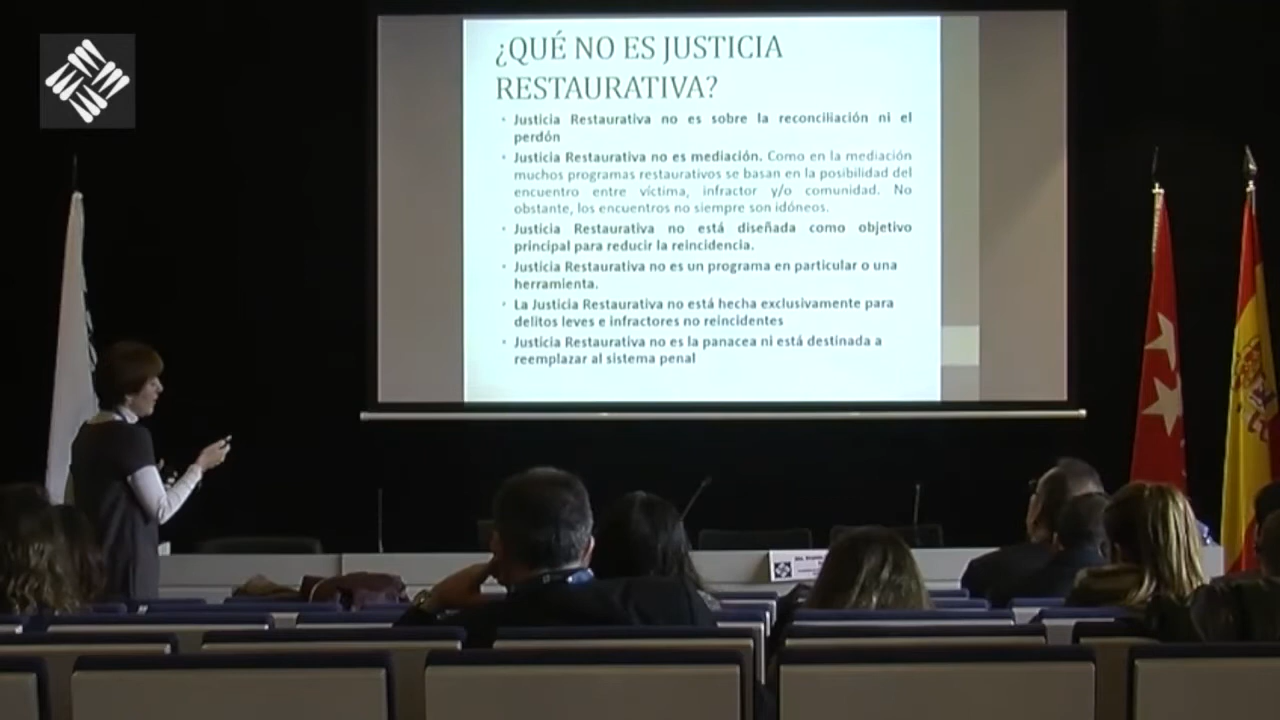 ¿QUÉ NO ES JUSTICIA
RESTAURATIVA?
• Justicia Restaurativa no es sobre la reconciliación ni el
perdón
• Justicia Restaurativa no es mediación. Como en la mediación
muchos programas restaurativos se basan en la posibilidad del
encuentro entre víctima, infractor y/o comunidad. No
obstante, los encuentros no siempre son idóneos.
• Justicia Restaurativa no está diseñada como objetivo
principal para reducir la reincidencia.
• Justicia Restaurativa no es un programa en particular o una
herramienta.
• La Justicia Restaurativa no está hecha exclusivamente para
delitos leves e infractores no reincidentes
• Justicia Restaurativa no es la panacea ni está destinada a
reemplazar al sistema penal